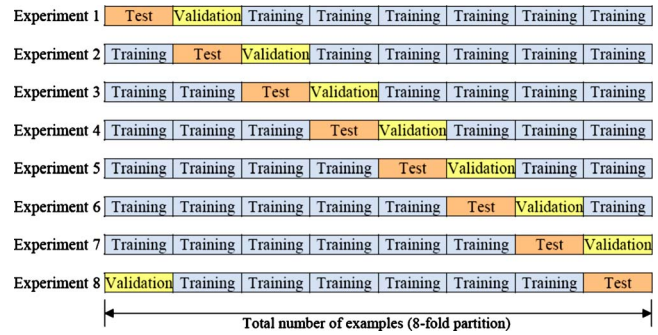 Experiment 1 Test Validation Training Training Training Training Training Training
Experiment 2 Training Test Validation Training Training Training Training Training
Experiment 3 Training Training Test Validation Training Training Training Training
Experiment 4 Training Training Training Test Validation Training Training Training
Experiment 5 Training Training Training Training Test Validation Training Training
Experiment 6 Training Training Training Training Training Test Validation Training
Experiment 7 Training Training Training Training Training Training Test Validation
Experiment 8 Validation Training Training Training Training Training Training Test
Total number of examples (8-fold partition)